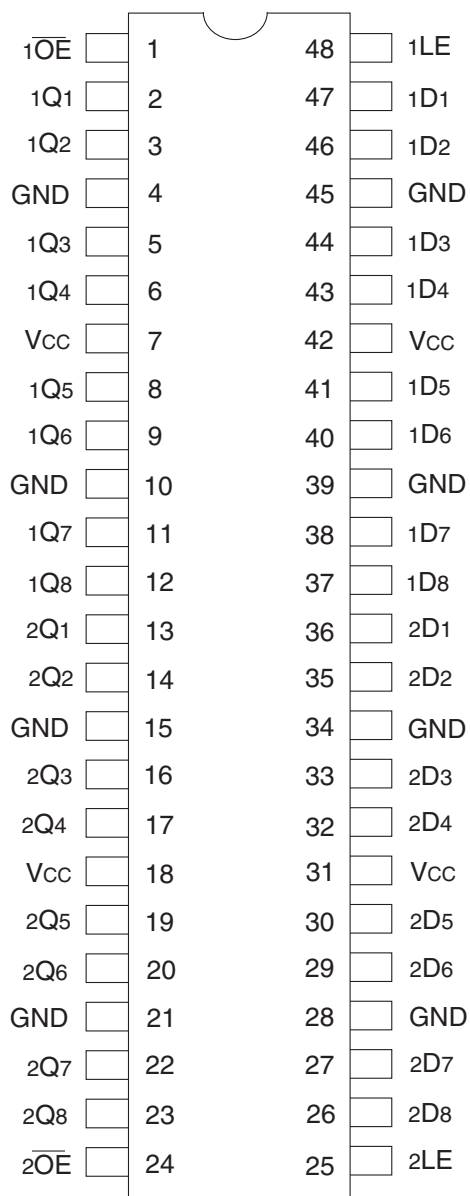 1O̅E̅ 1 48 1LE
1Q1 2 47 1D1
1Q2 3 46 1D2
GND 4 45 GND
1Q3 5 44 1D3
1Q4 6 43 1D4
VCC 7 42 VCC
1Q5 8 41 1D5
1Q6 9 40 1D6
GND 10 39 GND
1Q7 11 38 1D7
1Q8 12 37 1D8
2Q1 13 36 2D1
2Q2 14 35 2D2
GND 15 34 GND
2Q3 16 33 2D3
2Q4 17 32 2D4
VCC 18 31 VCC
2Q5 19 30 2D5
2Q6 20 29 2D6
GND 21 28 GND
2Q7 22 27 2D7
2Q8 23 26 2D8
2O̅E̅ 24 25 2LE